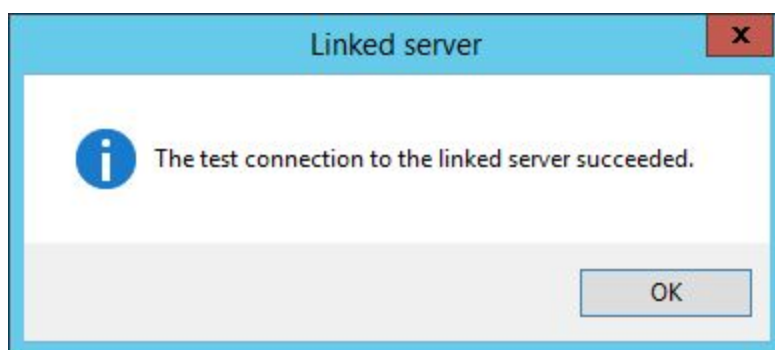 Linked server
x
The test connection to the linked server succeeded.
OK